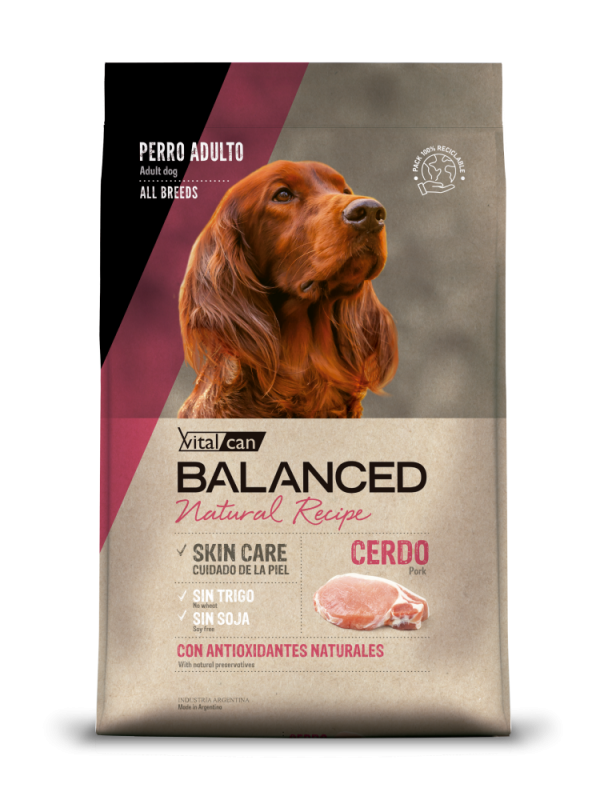 PERRO ADULTO
Adult dog
ALL BREEDS
PACK 100% RECICLABLE
Vital can
BALANCED
Natural Recipe
✓ SKIN CARE
CUIDADO DE LA PIEL
CERDO
Pork
✓ SIN TRIGO
No wheat
✓ SIN SOJA
Soy free
CON ANTIOXIDANTES NATURALES
With natural preservatives
INDUSTRIA ARGENTINA
Made in Argentina
CERDO